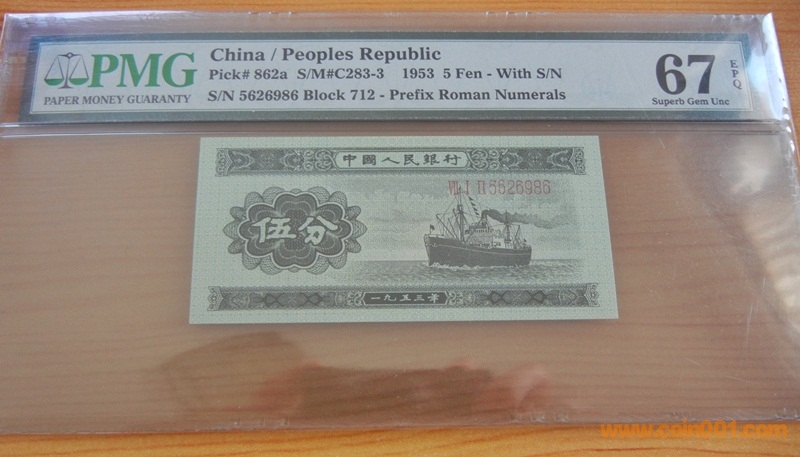 PMG
PAPER MONEY GUARANTY
China / Peoples Republic
Pick# 862a S/M#C283-3 1953 5 Fen - With S/N
S/N 5626986 Block 712 - Prefix Roman Numerals
67
EPQ
Superb Gem Unc
中國人民銀行
Ⅶ Ⅰ Ⅱ 5626986
伍分
一九五三年
www.coin001.com